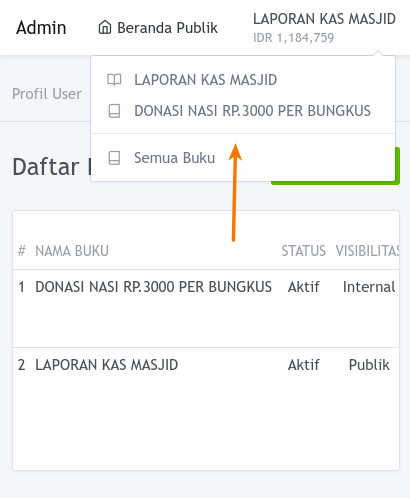 Admin
Beranda Publik
LAPORAN KAS MASJID
IDR 1,184,759
LAPORAN KAS MASJID
DONASI NASI RP.3000 PER BUNGKUS
Semua Buku
Profil User
Daftar
# NAMA BUKU STATUS VISIBILITAS
1 DONASI NASI RP.3000 PER BUNGKUS Aktif Internal
2 LAPORAN KAS MASJID Aktif Publik